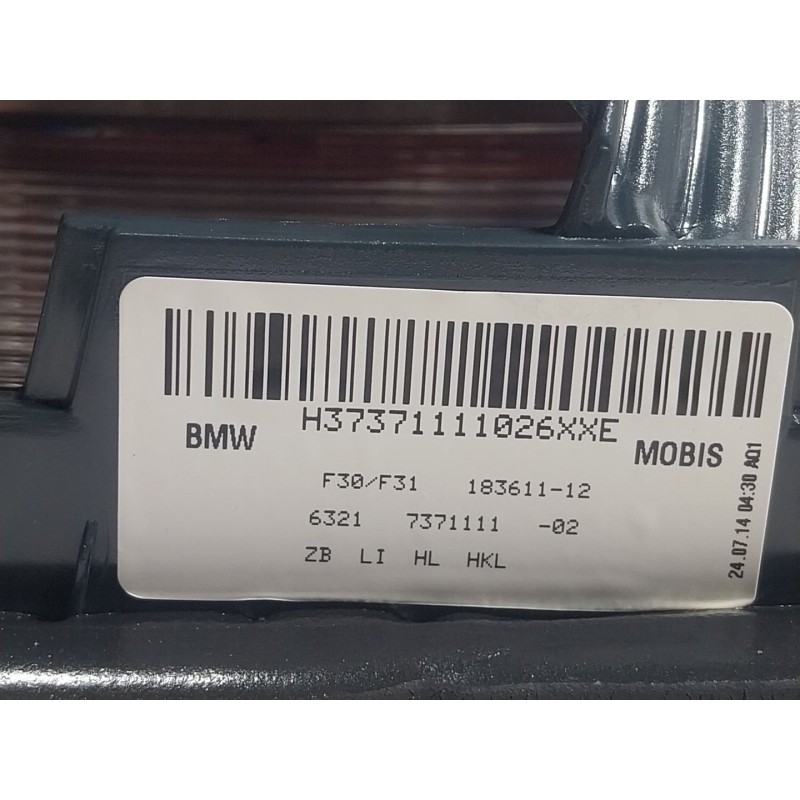 H37371111026XXE
BMW
MOBIS
F30/F31 183611-12
6321 7371111 -02
ZB LI HL HKL
24.07.14 04:30 AQ1